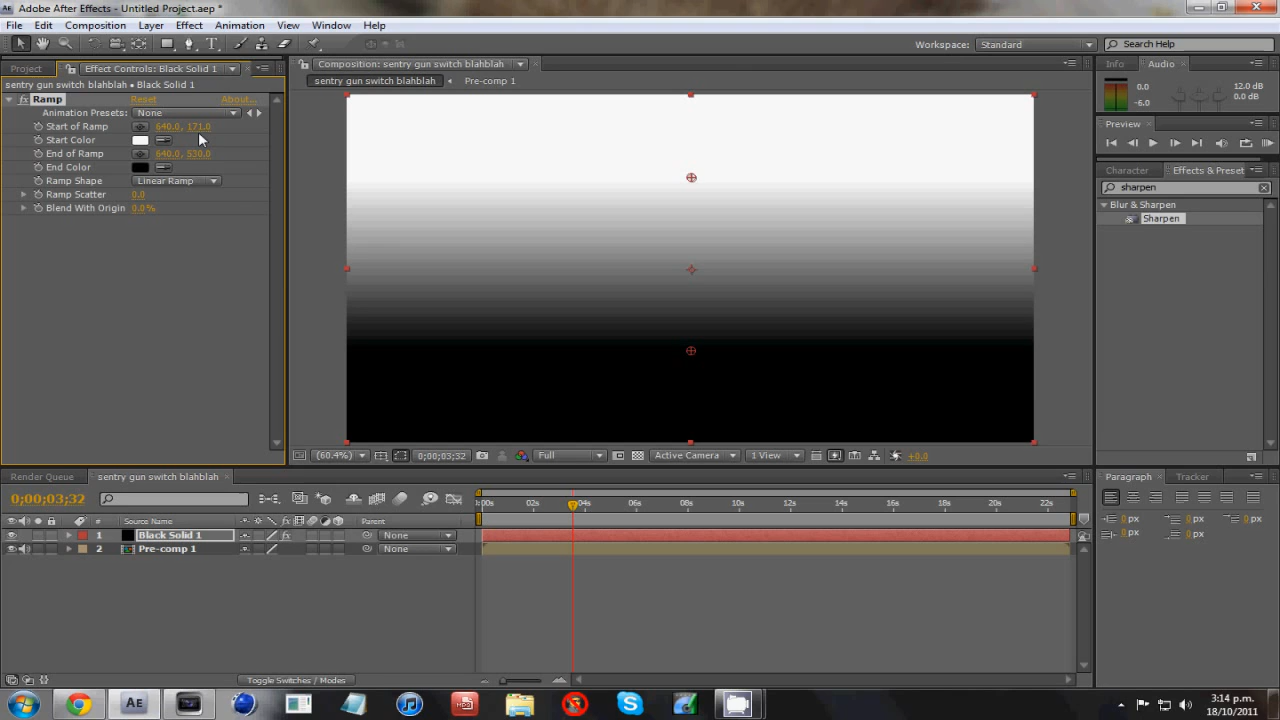 Adobe After Effects - Untitled Project.aep *
File Edit Composition Layer Effect Animation View Window Help
Workspace: Standard Search Help
Project Effect Controls: Black Solid 1
Composition: sentry gun switch blahblah
Info Audio
sentry gun switch blahblah • Black Solid 1
sentry gun switch blahblah Pre-comp 1
fx Ramp Reset About...
Animation Presets: None
Start of Ramp 640.0, 171.0
Start Color
End of Ramp 640.0, 530.0
End Color
Ramp Shape Linear Ramp
Ramp Scatter 0.0
Blend With Origin 0.0%
0.0 12.0 dB
-6.0 0.0 dB
Preview
Character Effects & Preset
sharpen
Blur & Sharpen
Sharpen
(60.4%) 0;00;03;32 Full Active Camera 1 View +0.0
Render Queue sentry gun switch blahblah
Paragraph Tracker
0;00;03;32
:00s 02s 04s 06s 08s 10s 12s 14s 16s 18s 20s 22s
# Source Name fx Parent
1 Black Solid 1 fx None
2 Pre-comp 1 None
0 px 0 px 0 px
0 px 0 px
Toggle Switches / Modes
AE
3:14 p.m.
18/10/2011